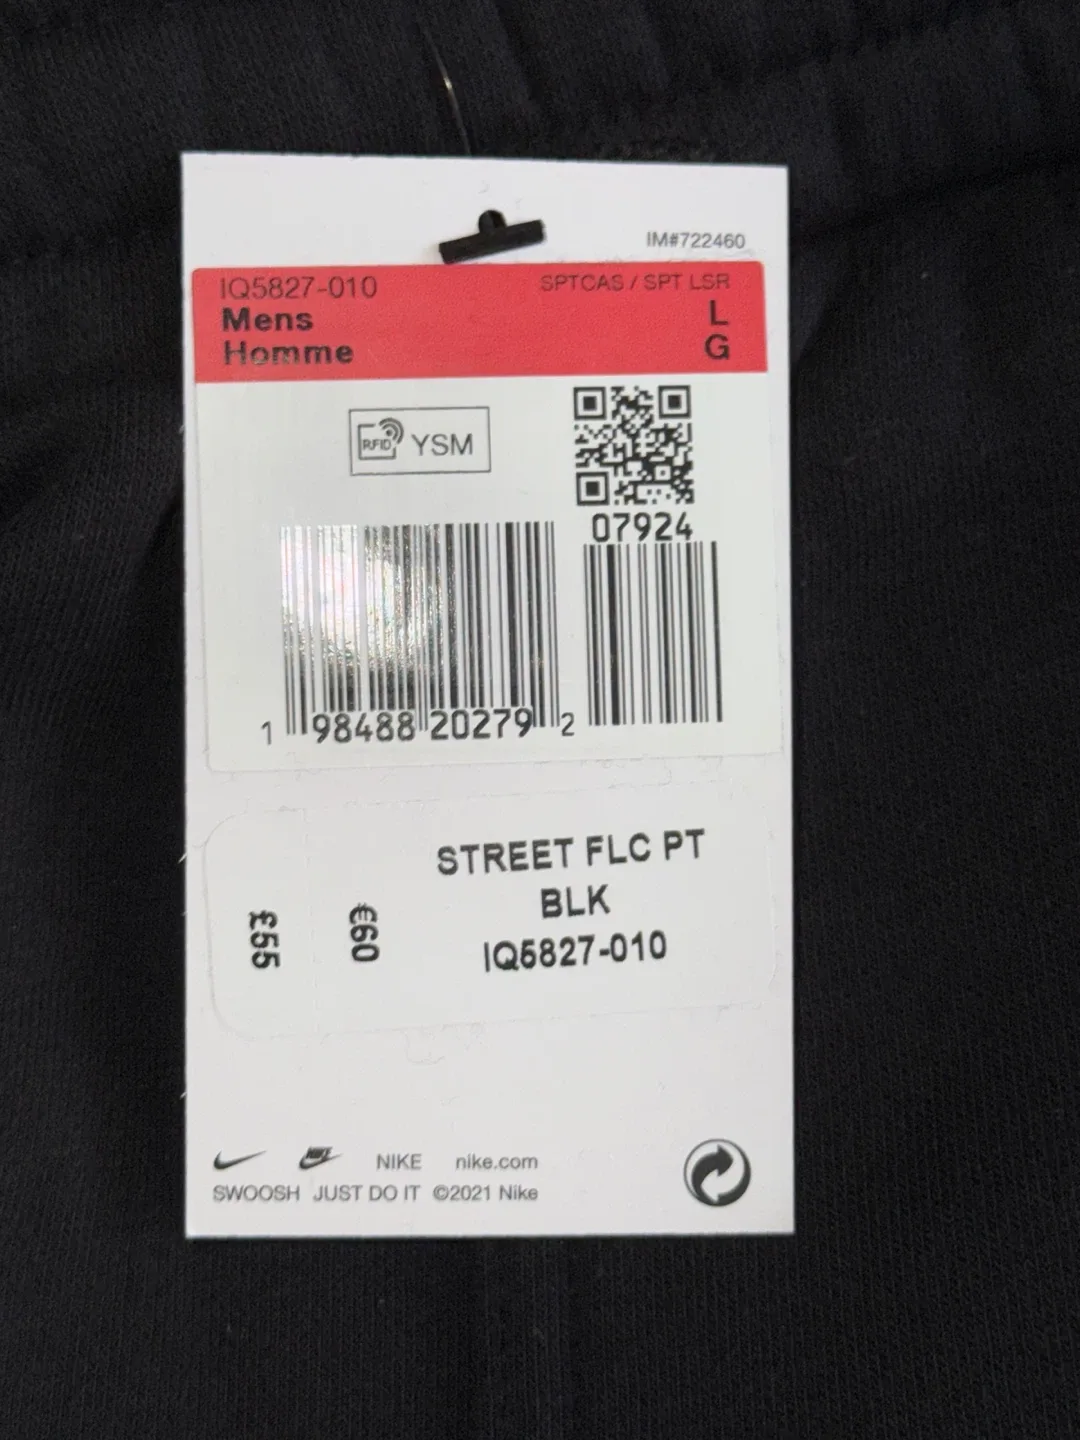 IM#722460
IQ5827-010 SPTCAS / SPT LSR
Mens L
Homme G
RFID YSM
07924
1 98488 20279 2
STREET FLC PT
BLK
IQ5827-010
£55
€60
NIKE nike.com
SWOOSH JUST DO IT ©2021 Nike